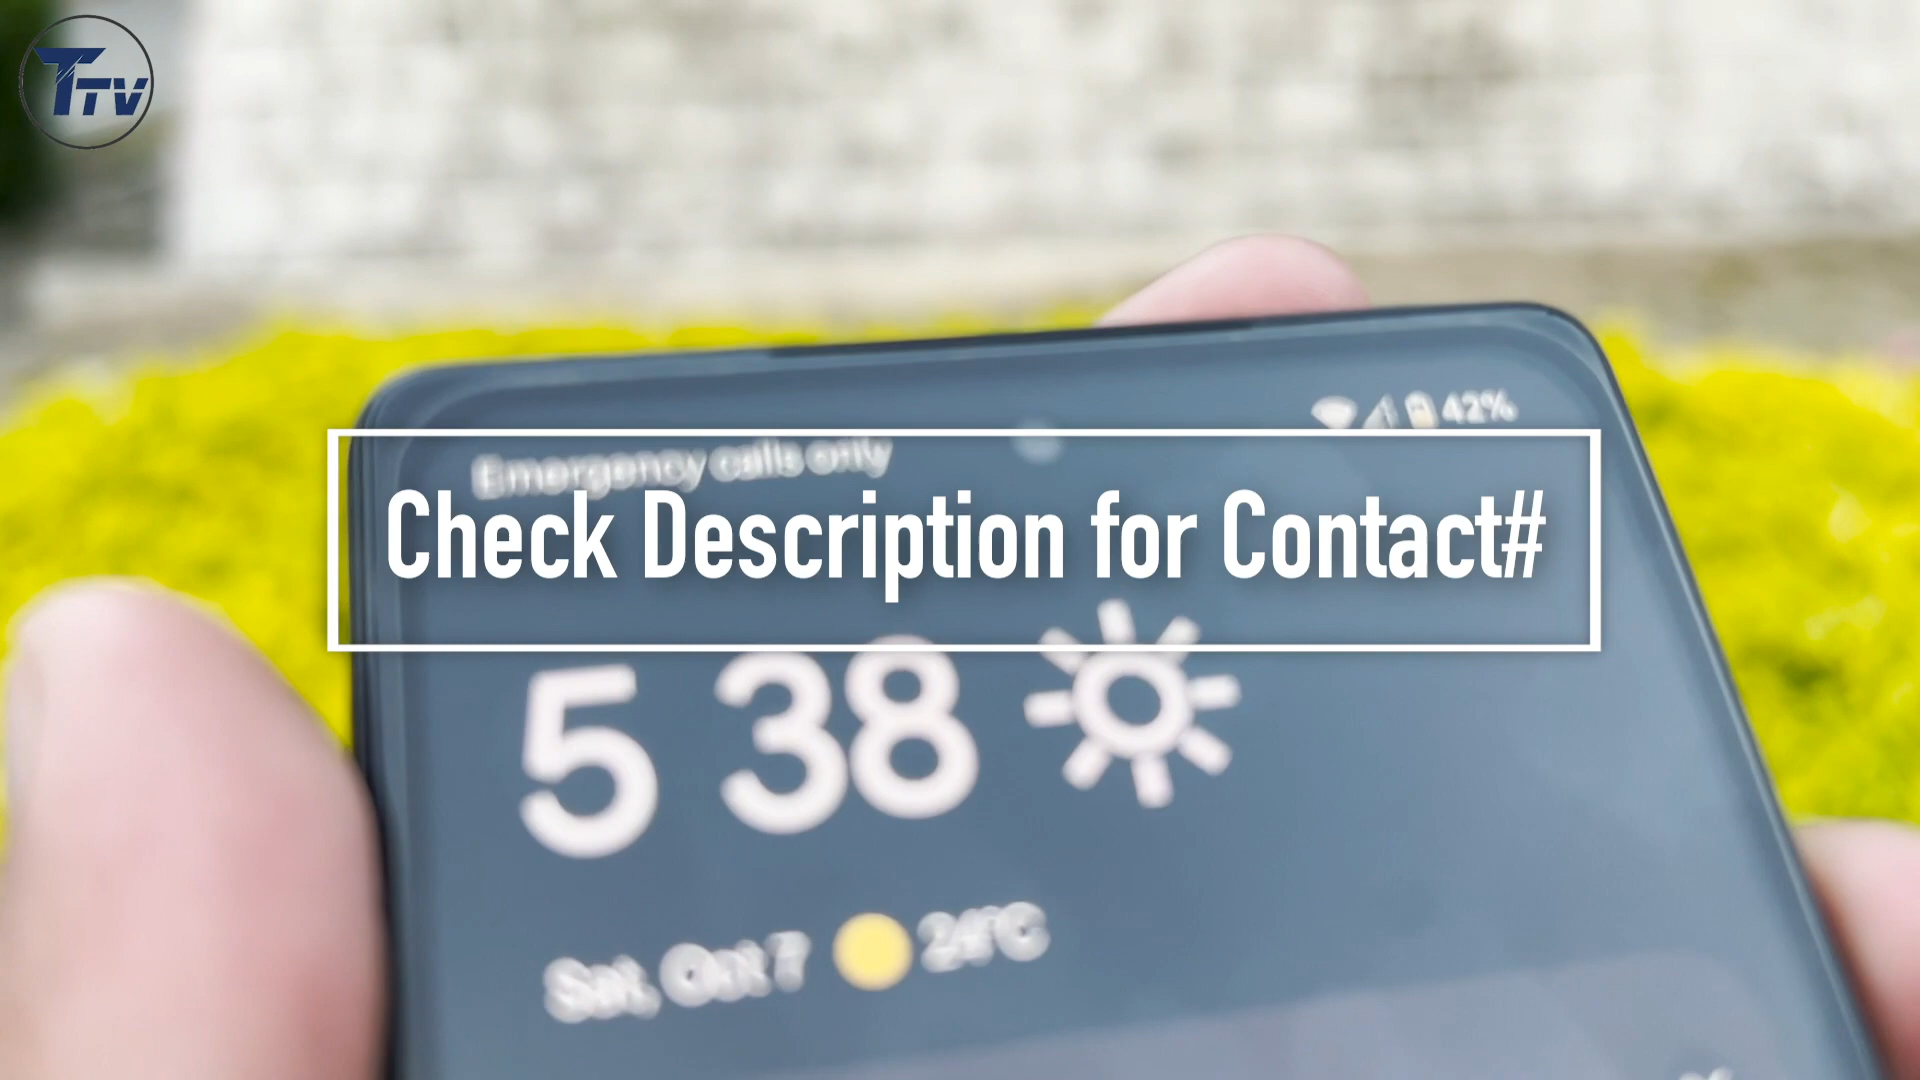 TTV
42%
Emergency calls only
Check Description for Contact#
5 38
Sat, Oct 7 24°C